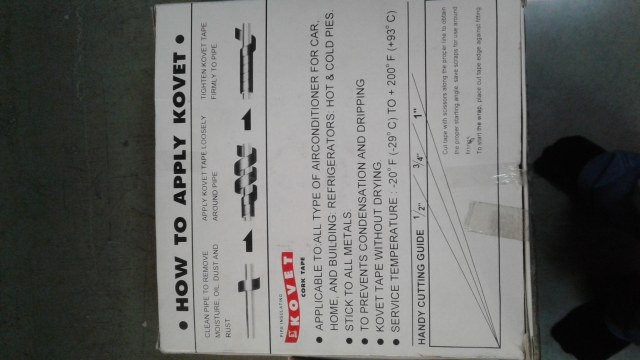 • HOW TO APPLY KOVET •
CLEAN PIPE TO REMOVE
MOISTURE, OIL, DUST AND
RUST.
APPLY KOVET TAPE LOOSELY
AROUND PIPE
TIGHTEN KOVET TAPE
FIRMLY TO PIPE.
PIPE INSULATING
KOVET
CORK TAPE
• APPLICABLE TO ALL TYPE OF AIRCONDITIONER FOR CAR,
HOME, AND BUILDING: REFRIGERATORS: HOT & COLD PIES.
• STICK TO ALL METALS.
• TO PREVENTS CONDENSATION AND DRIPPING
• KOVET TAPE WITHOUT DRYING.
• SERVICE TEMPERATURE : -20° F (-29° C) TO + 200° F (+93° C)
HANDY CUTTING GUIDE 1/2" 3/4" 1"
Cut tape with scissors along the proper line to obtain
the proper starting angle, save scraps for use around
To start the wrap, place cut tape edge against fitting